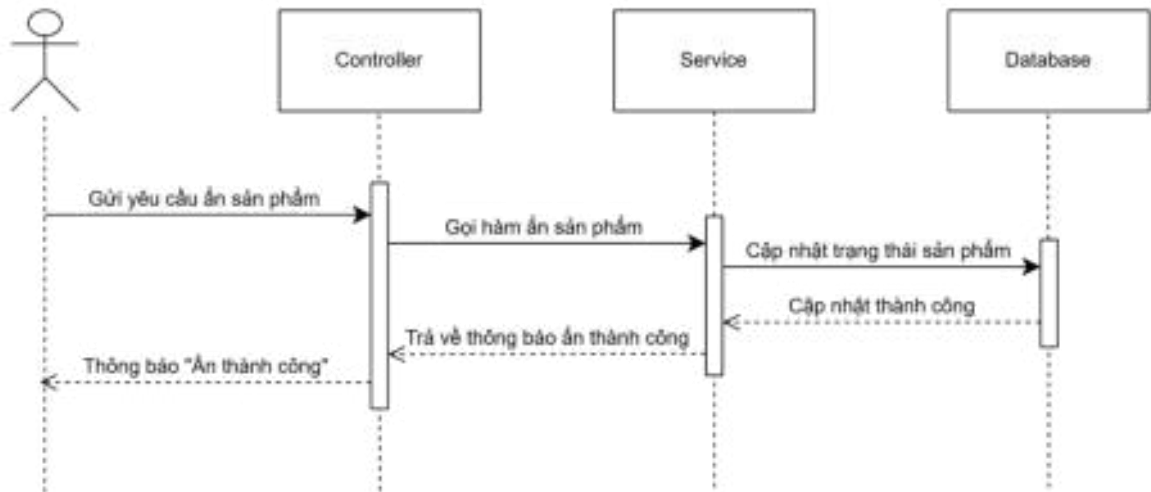 Controller
Service
Database
Gửi yêu cầu ẩn sản phẩm
Gọi hàm ẩn sản phẩm
Cập nhật trạng thái sản phẩm
Cập nhật thành công
Trả về thông báo ẩn thành công
Thông báo "Ẩn thành công"